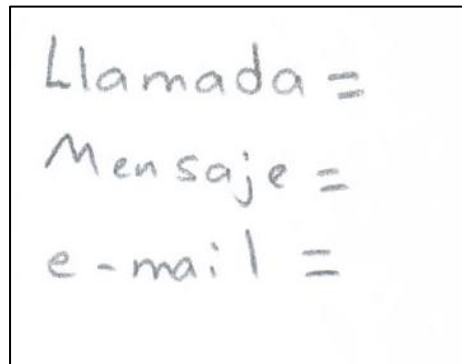 Llamada =
Mensaje =
e-mail =